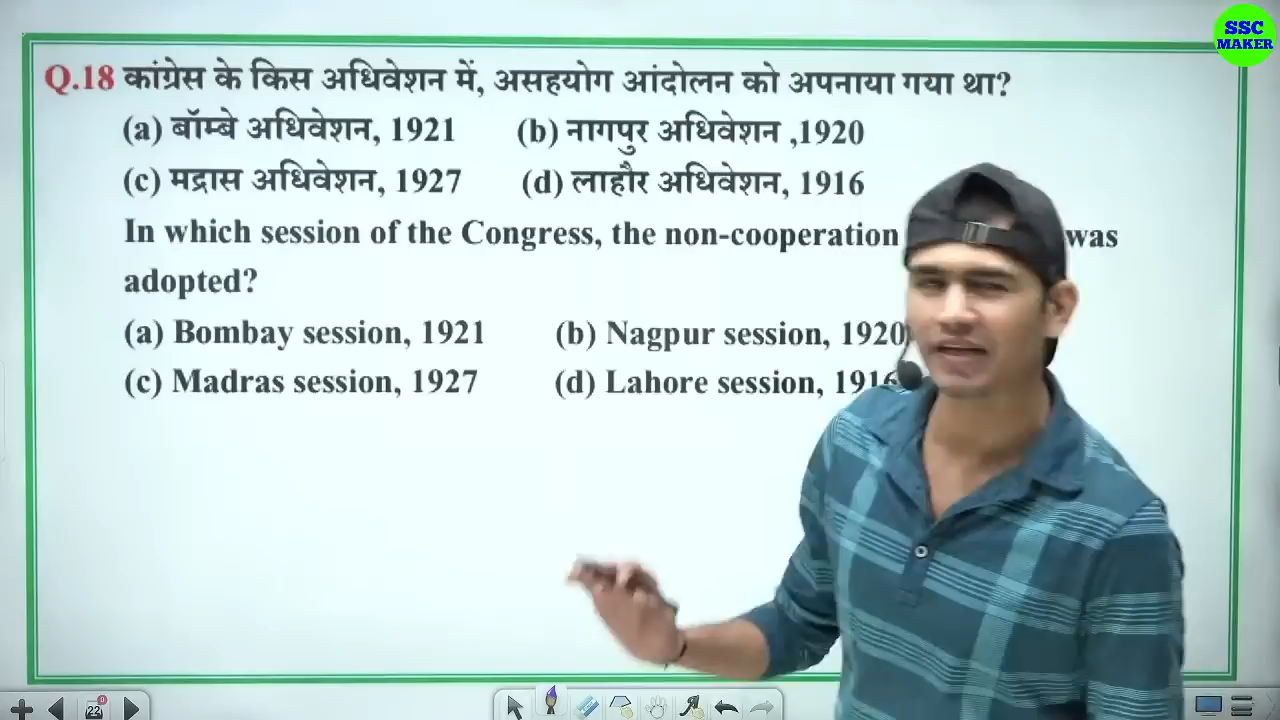 SSC
MAKER
Q.18 कांग्रेस के किस अधिवेशन में, असहयोग आंदोलन को अपनाया गया था?
(a) बॉम्बे अधिवेशन, 1921 (b) नागपुर अधिवेशन ,1920
(c) मद्रास अधिवेशन, 1927 (d) लाहौर अधिवेशन, 1916
In which session of the Congress, the non-cooperation was
adopted?
(a) Bombay session, 1921 (b) Nagpur session, 1920
(c) Madras session, 1927 (d) Lahore session, 1916
22